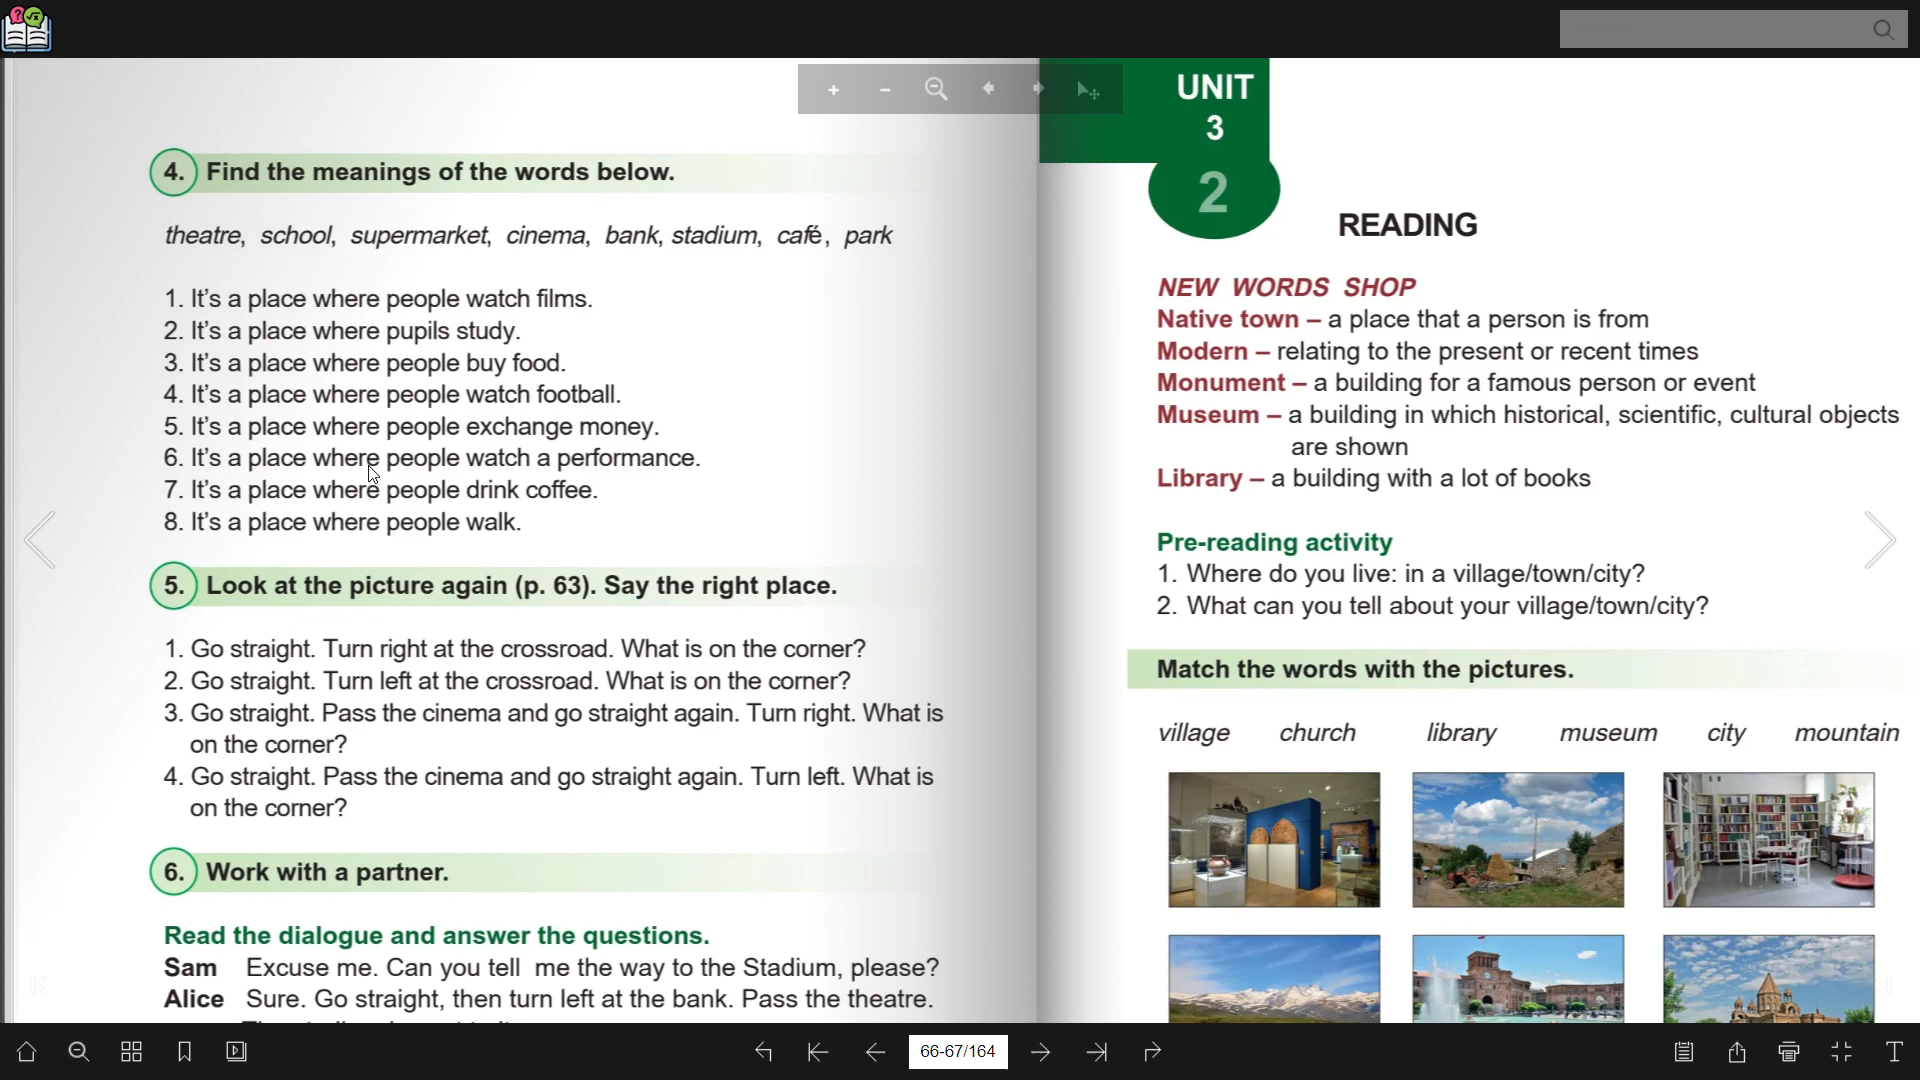 UNIT
3
2
4. Find the meanings of the words below.
theatre, school, supermarket, cinema, bank, stadium, café, park
1. It's a place where people watch films.
2. It's a place where pupils study.
3. It's a place where people buy food.
4. It's a place where people watch football.
5. It's a place where people exchange money.
6. It's a place where people watch a performance.
7. It's a place where people drink coffee.
8. It's a place where people walk.
5. Look at the picture again (p. 63). Say the right place.
1. Go straight. Turn right at the crossroad. What is on the corner?
2. Go straight. Turn left at the crossroad. What is on the corner?
3. Go straight. Pass the cinema and go straight again. Turn right. What is
on the corner?
4. Go straight. Pass the cinema and go straight again. Turn left. What is
on the corner?
6. Work with a partner.
Read the dialogue and answer the questions.
Sam Excuse me. Can you tell me the way to the Stadium, please?
Alice Sure. Go straight, then turn left at the bank. Pass the theatre.
READING
NEW WORDS SHOP
Native town – a place that a person is from
Modern – relating to the present or recent times
Monument – a building for a famous person or event
Museum – a building in which historical, scientific, cultural objects
are shown
Library – a building with a lot of books
Pre-reading activity
1. Where do you live: in a village/town/city?
2. What can you tell about your village/town/city?
Match the words with the pictures.
village church library museum city mountain
66-67/164